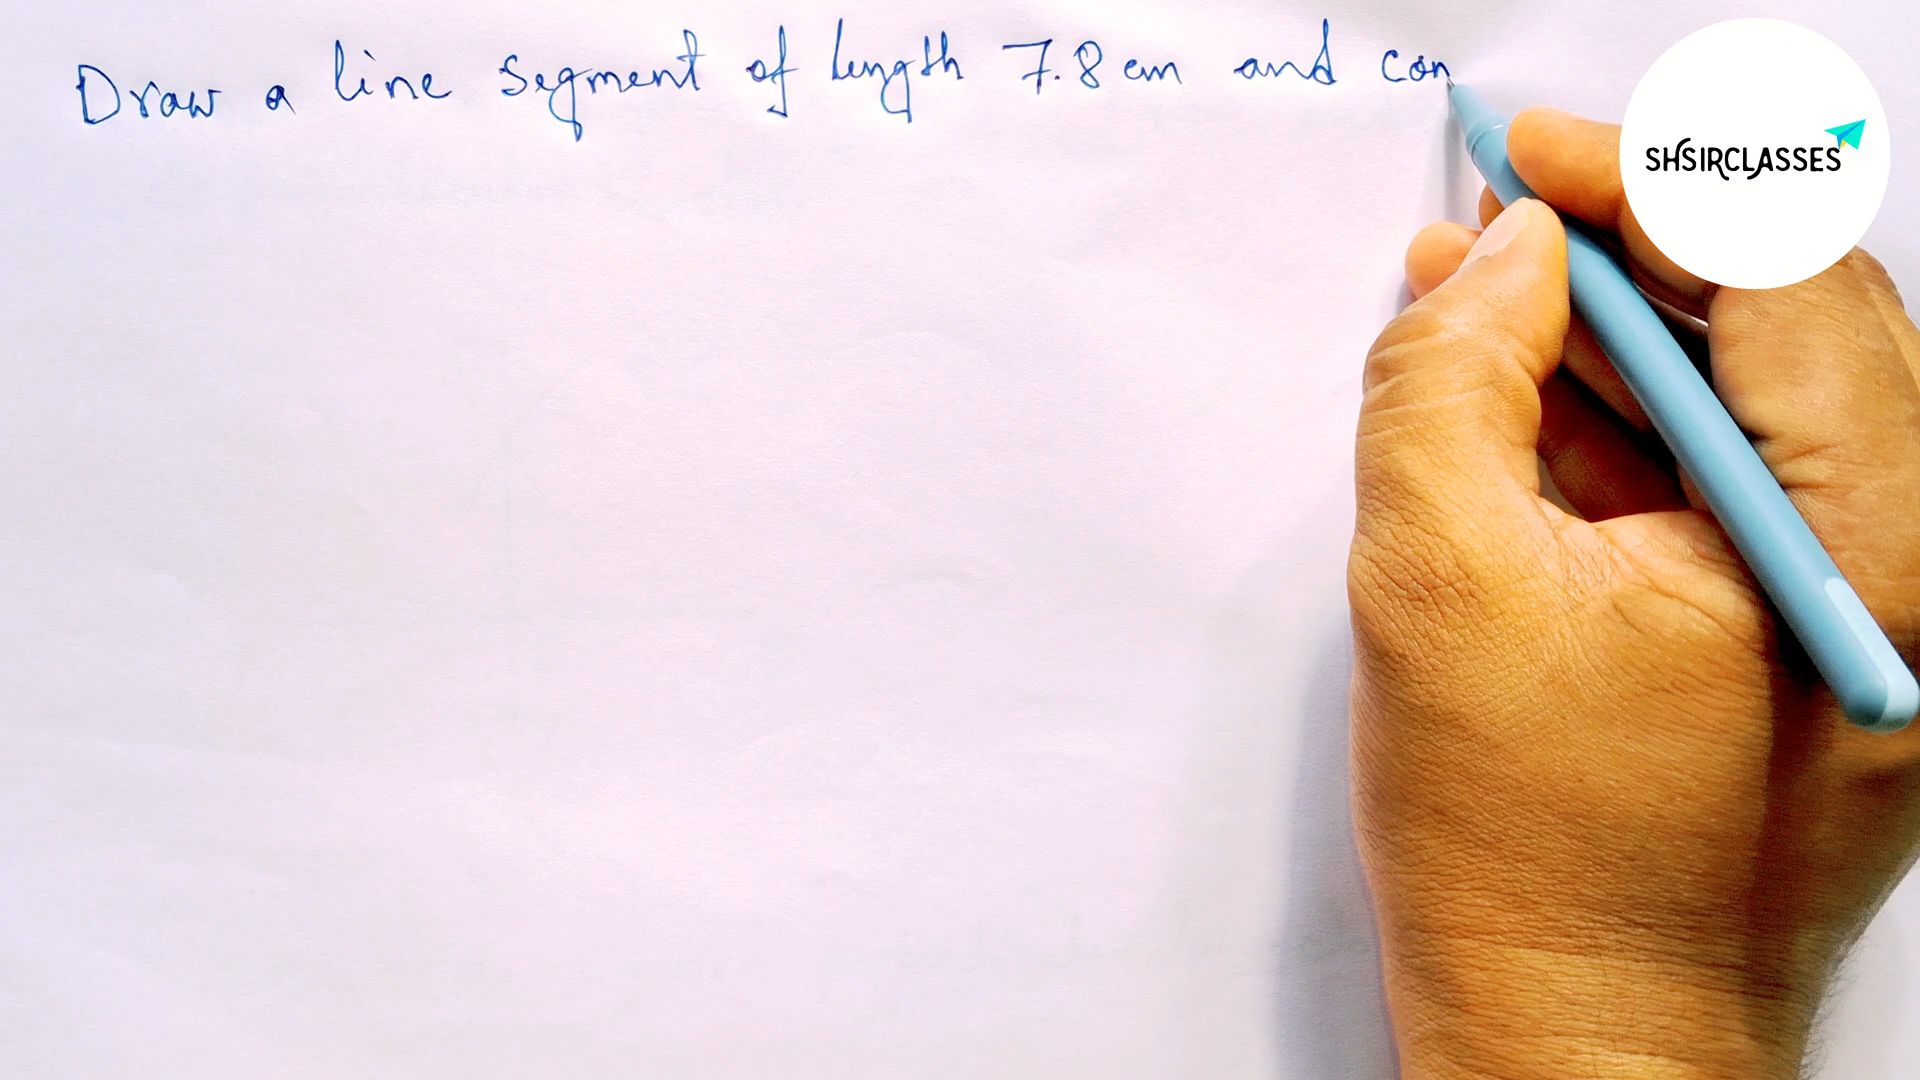 Draw a line segment of length 7.8 cm and con
SHSIRCLASSES